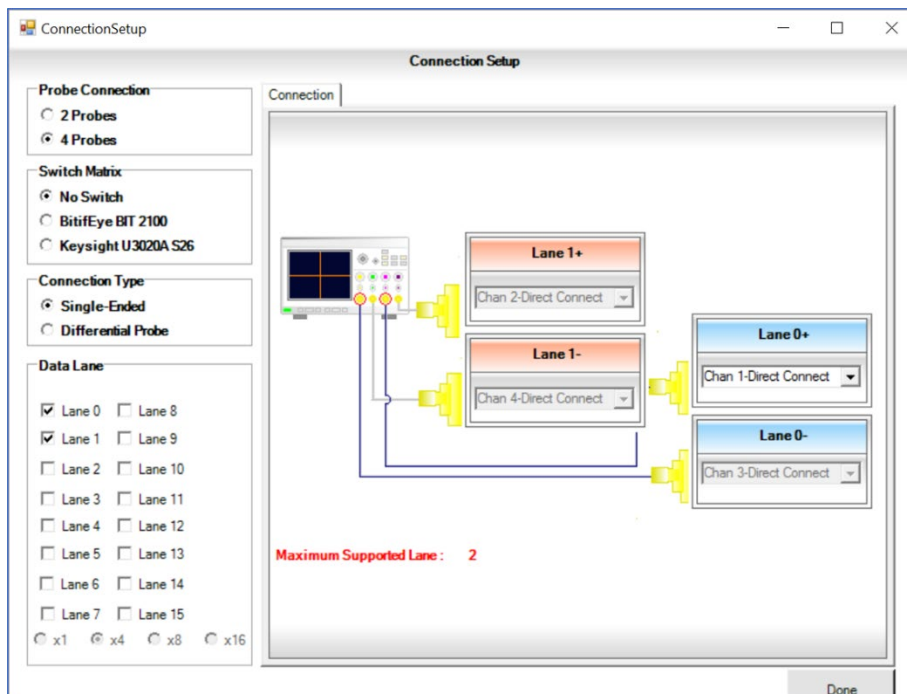 ConnectionSetup
Connection Setup
Probe Connection
2 Probes
4 Probes
Switch Matrix
No Switch
BitifEye BIT 2100
Keysight U3020A S26
Connection Type
Single-Ended
Differential Probe
Data Lane
Lane 0 Lane 8
Lane 1 Lane 9
Lane 2 Lane 10
Lane 3 Lane 11
Lane 4 Lane 12
Lane 5 Lane 13
Lane 6 Lane 14
Lane 7 Lane 15
x1 x4 x8 x16
Connection
Lane 1+
Chan 2-Direct Connect
Lane 1-
Chan 4-Direct Connect
Lane 0+
Chan 1-Direct Connect
Lane 0-
Chan 3-Direct Connect
Maximum Supported Lane : 2
Done